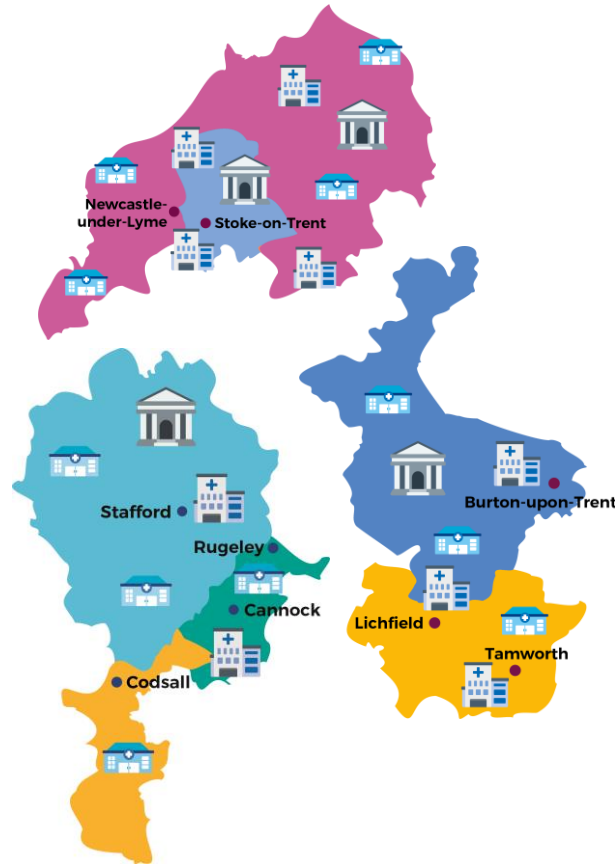 Newcastle-
under-Lyme
Stoke-on-Trent
Stafford
Burton-upon-Trent
Rugeley
Cannock
Lichfield
Tamworth
Codsall